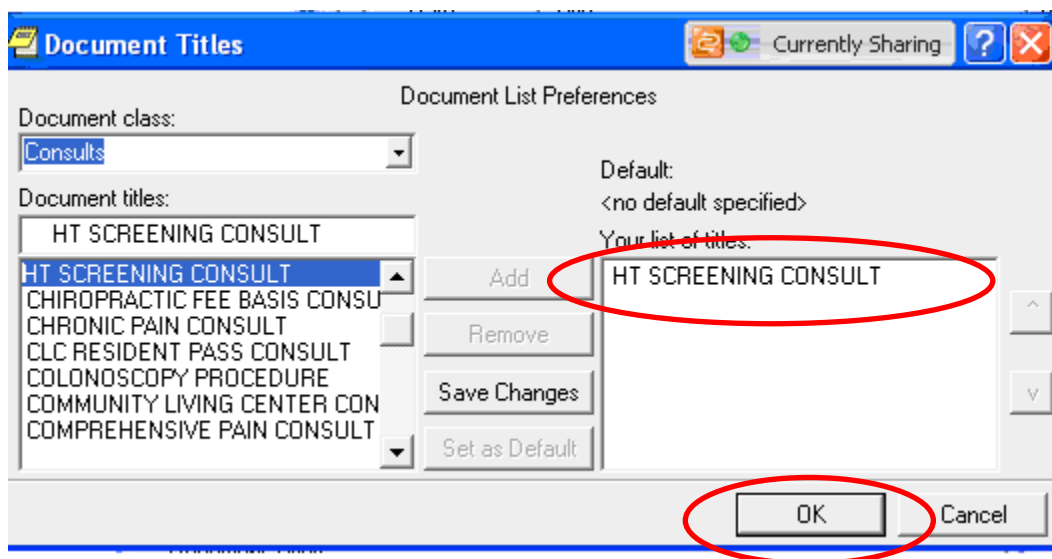 Document Titles
Currently Sharing
?
Document List Preferences
Document class:
Consults
Default:
<no default specified>
Document titles:
HT SCREENING CONSULT
Your list of titles:
HT SCREENING CONSULT
CHIROPRACTIC FEE BASIS CONSU
CHRONIC PAIN CONSULT
CLC RESIDENT PASS CONSULT
COLONOSCOPY PROCEDURE
COMMUNITY LIVING CENTER CON
COMPREHENSIVE PAIN CONSULT
Add
Remove
Save Changes
Set as Default
HT SCREENING CONSULT
OK
Cancel